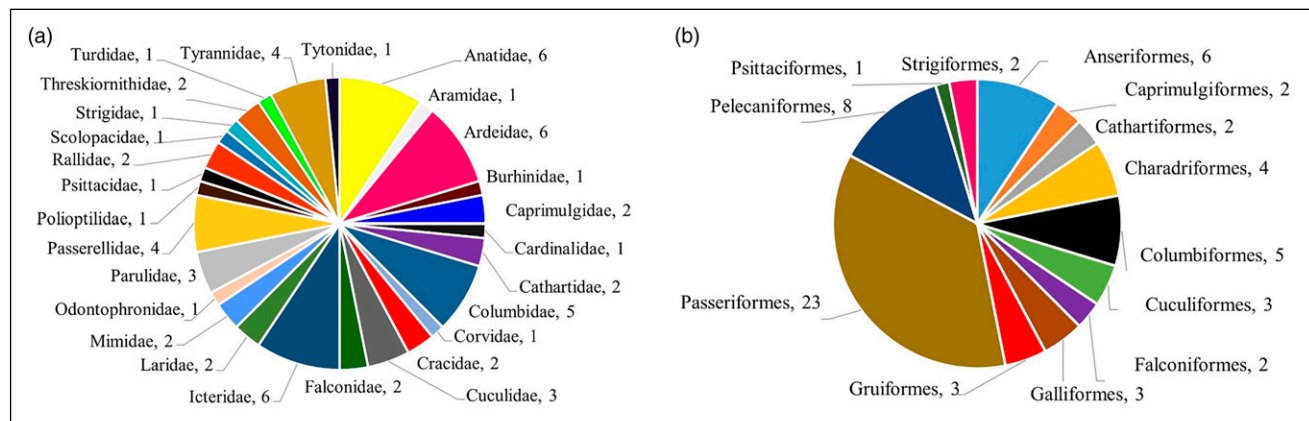 (a)
Turdidae, 1
Tyrannidae, 4
Tytonidae, 1
Anatidae, 6
Threskiornithidae, 2
Aramidae, 1
Strigidae, 1
Ardeidae, 6
Scolopacidae, 1
Rallidae, 2
Burhinidae, 1
Psittacidae, 1
Caprimulgidae, 2
Polioptilidae, 1
Cardinalidae, 1
Passerellidae, 4
Cathartidae, 2
Parulidae, 3
Columbidae, 5
Odontophronidae, 1
Corvidae, 1
Mimidae, 2
Cracidae, 2
Laridae, 2
Cuculidae, 3
Icteridae, 6
Falconidae, 2
(b)
Psittaciformes, 1
Strigiformes, 2
Anseriformes, 6
Pelecaniformes, 8
Caprimulgiformes, 2
Cathartiformes, 2
Charadriformes, 4
Columbiformes, 5
Passeriformes, 23
Cuculiformes, 3
Falconiformes, 2
Gruiformes, 3
Galliformes, 3